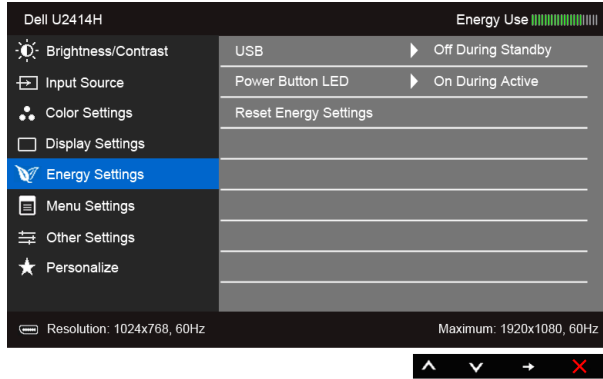 Dell U2414H Energy Use
Brightness/Contrast USB Off During Standby
Input Source Power Button LED On During Active
Color Settings Reset Energy Settings
Display Settings
Energy Settings
Menu Settings
Other Settings
Personalize
Resolution: 1024x768, 60Hz Maximum: 1920x1080, 60Hz